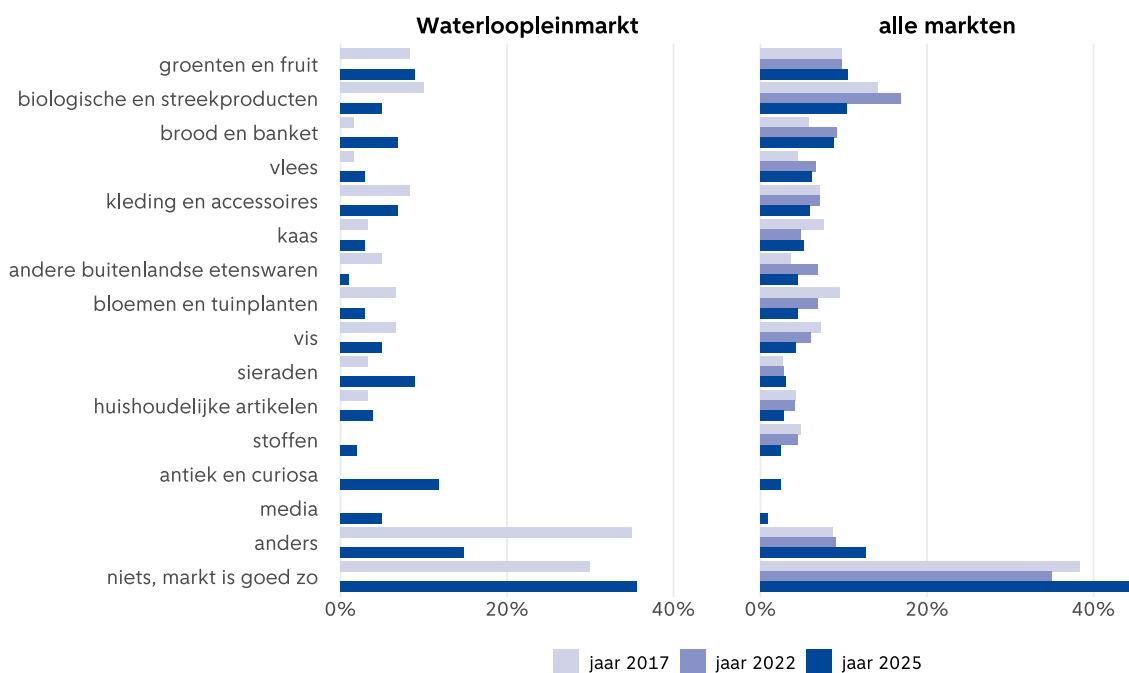 Waterloopleinmarkt
alle markten
groenten en fruit
biologische en streekproducten
brood en banket
vlees
kleding en accessoires
kaas
andere buitenlandse etenswaren
bloemen en tuinplanten
vis
sieraden
huishoudelijke artikelen
stoffen
antiek en curiosa
media
anders
niets, markt is goed zo
0% 20% 40%
0% 20% 40%
jaar 2017 jaar 2022 jaar 2025